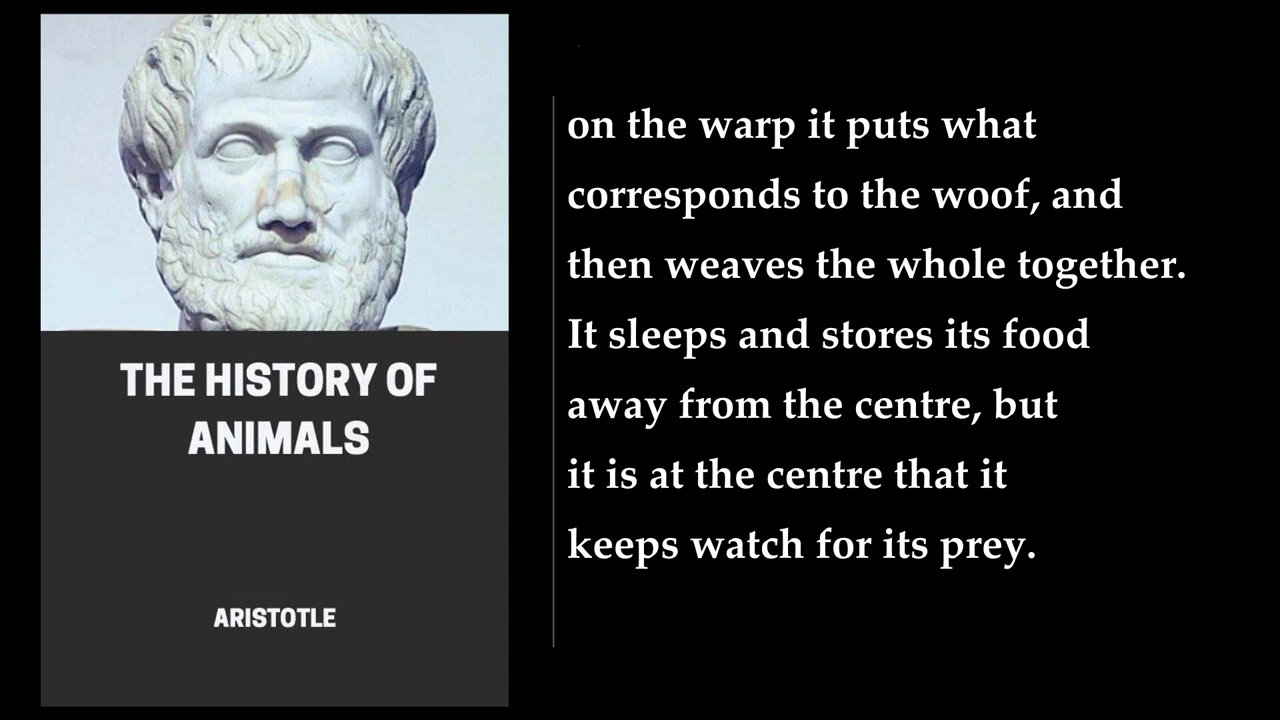 THE HISTORY OF
ANIMALS
ARISTOTLE
on the warp it puts what
corresponds to the woof, and
then weaves the whole together.
It sleeps and stores its food
away from the centre, but
it is at the centre that it
keeps watch for its prey.